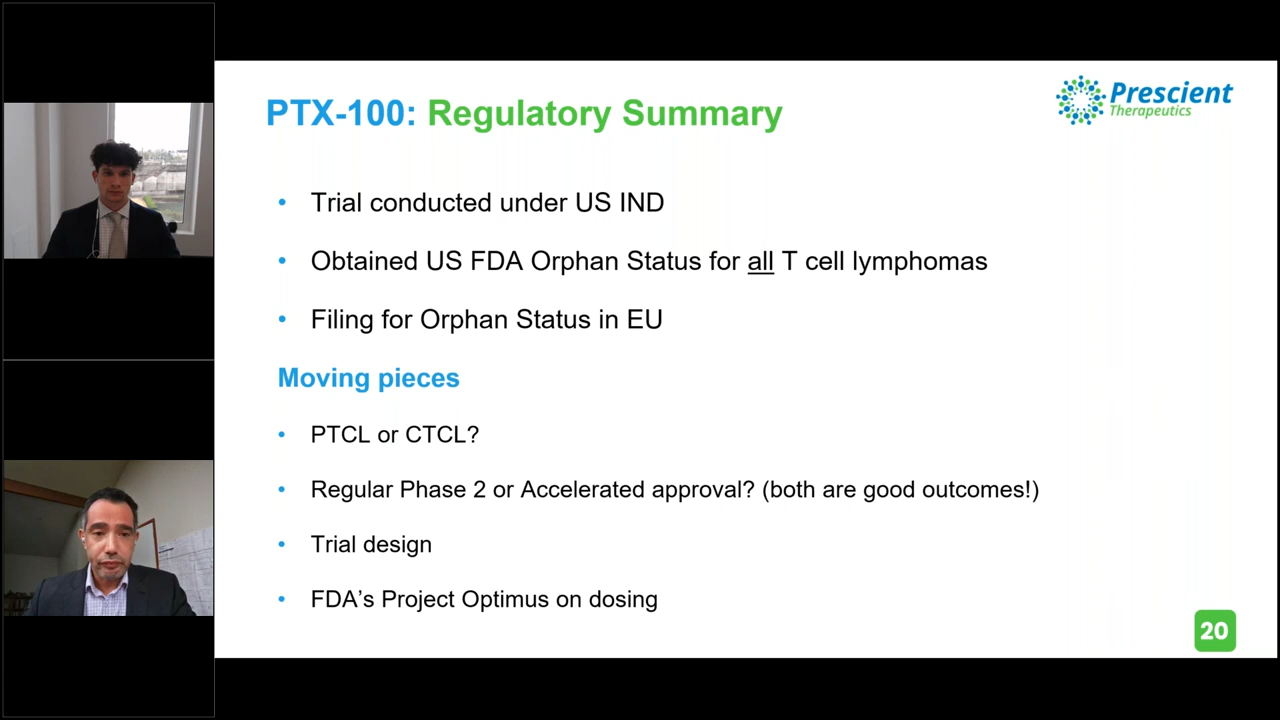 PTX-100: Regulatory Summary
Prescient
Therapeutics
• Trial conducted under US IND
• Obtained US FDA Orphan Status for all T cell lymphomas
• Filing for Orphan Status in EU
Moving pieces
• PTCL or CTCL?
• Regular Phase 2 or Accelerated approval? (both are good outcomes!)
• Trial design
• FDA’s Project Optimus on dosing
20